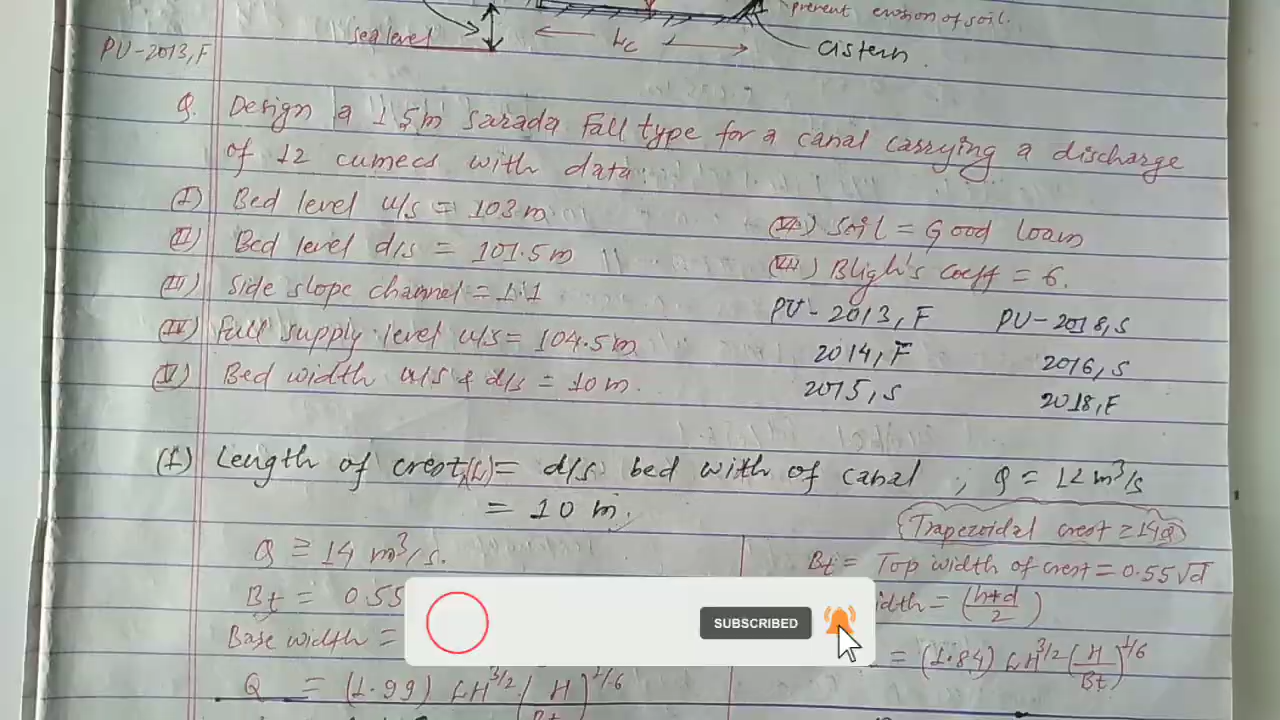 prevent erosion of soil.
sea level
Lc
cistern.
PU-2013,F
Q. Design a 1.5m sarada Fall type for a canal carrying a discharge
of 12 cumecs with data:
(I) Bed level u/s = 103 m.
(II) Bed level d/s = 101.5m
(III) Side slope channel = 1:1
(IV) Full supply level u/s = 104.5m
(V) Bed width u/s & d/s = 10 m.
(VI) Soil = Good loam
(VII) Bligh's coeff = 6.
PU-2013,F PU-2018,S
2014,F 2016,S
2015,S 2018,F
(1) Length of crest,(L) = d/s bed with of canal ; Q = 12 m³/s
= 10 m.
Q ≥ 14 m³/s.
Bt = 0.55
Base width =
Q = (1.99) LH^3/2 (H/Bt)^1/6
Trapezoidal crest ≥ 14Q
Bt = Top width of crest = 0.55√d
idth = (h+d/2)
= (1.84) LH^3/2 (H/Bt)^1/6
SUBSCRIBED